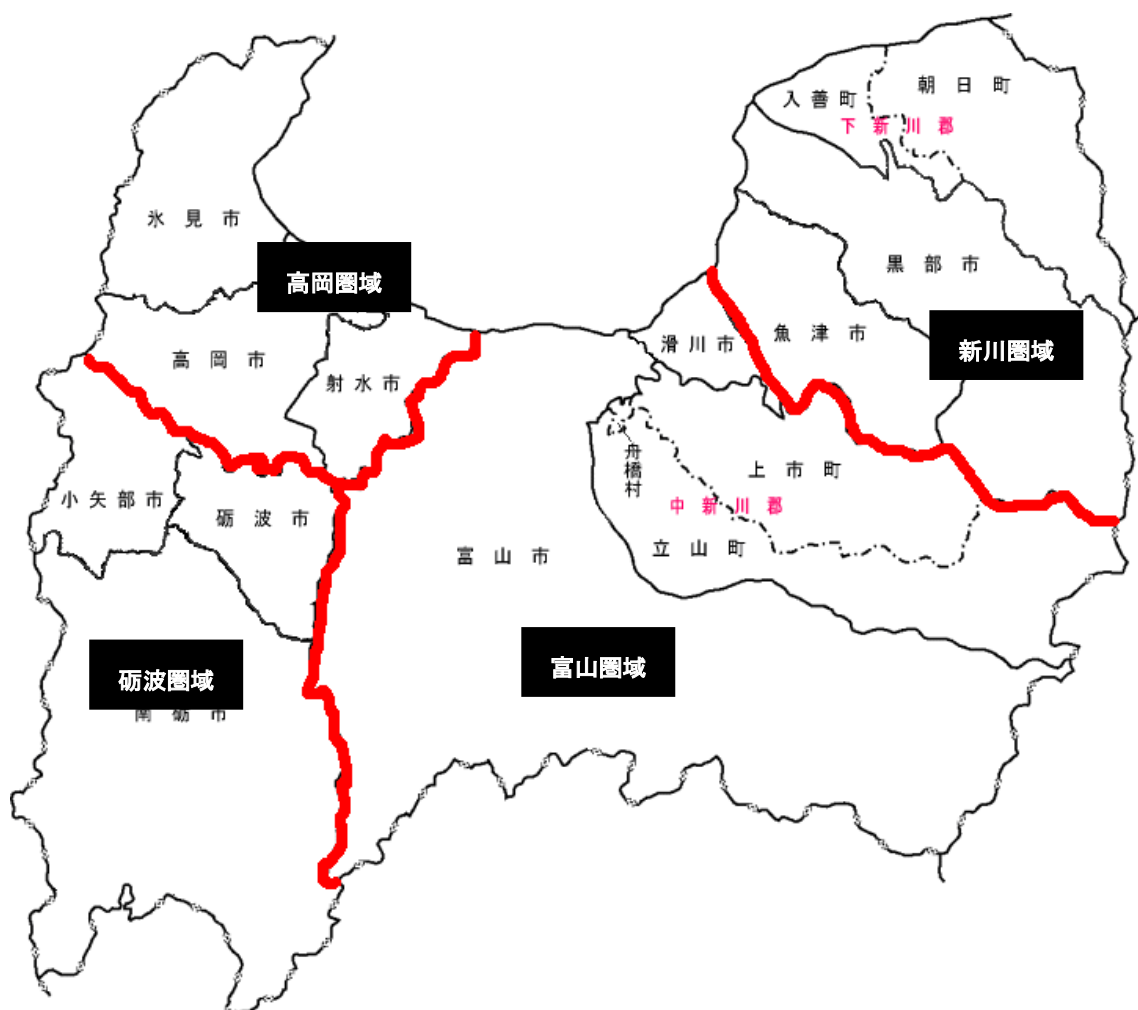 朝日町
入善町
下新川郡
氷見市
黒部市
高岡圏域
魚津市
滑川市
新川圏域
高岡市
射水市
舟橋村
上市町
小矢部市
砺波市
中新川郡
立山町
富山市
砺波圏域
富山圏域
南砺市